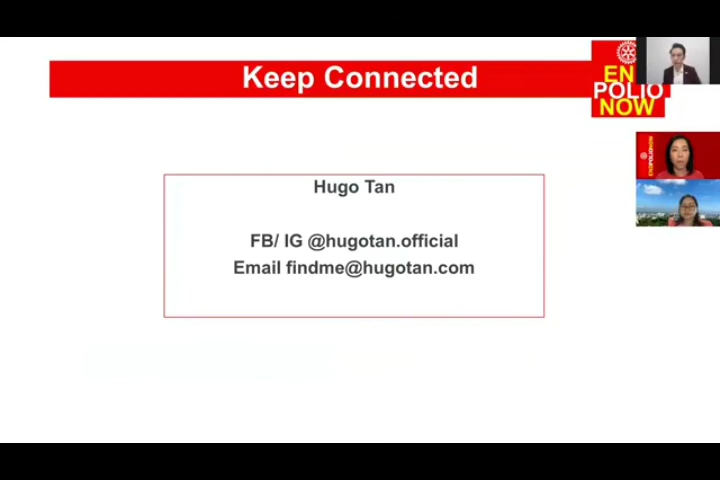 Keep Connected
EN
POLIO
NOW
Hugo Tan
FB/ IG @hugotan.official
Email findme@hugotan.com